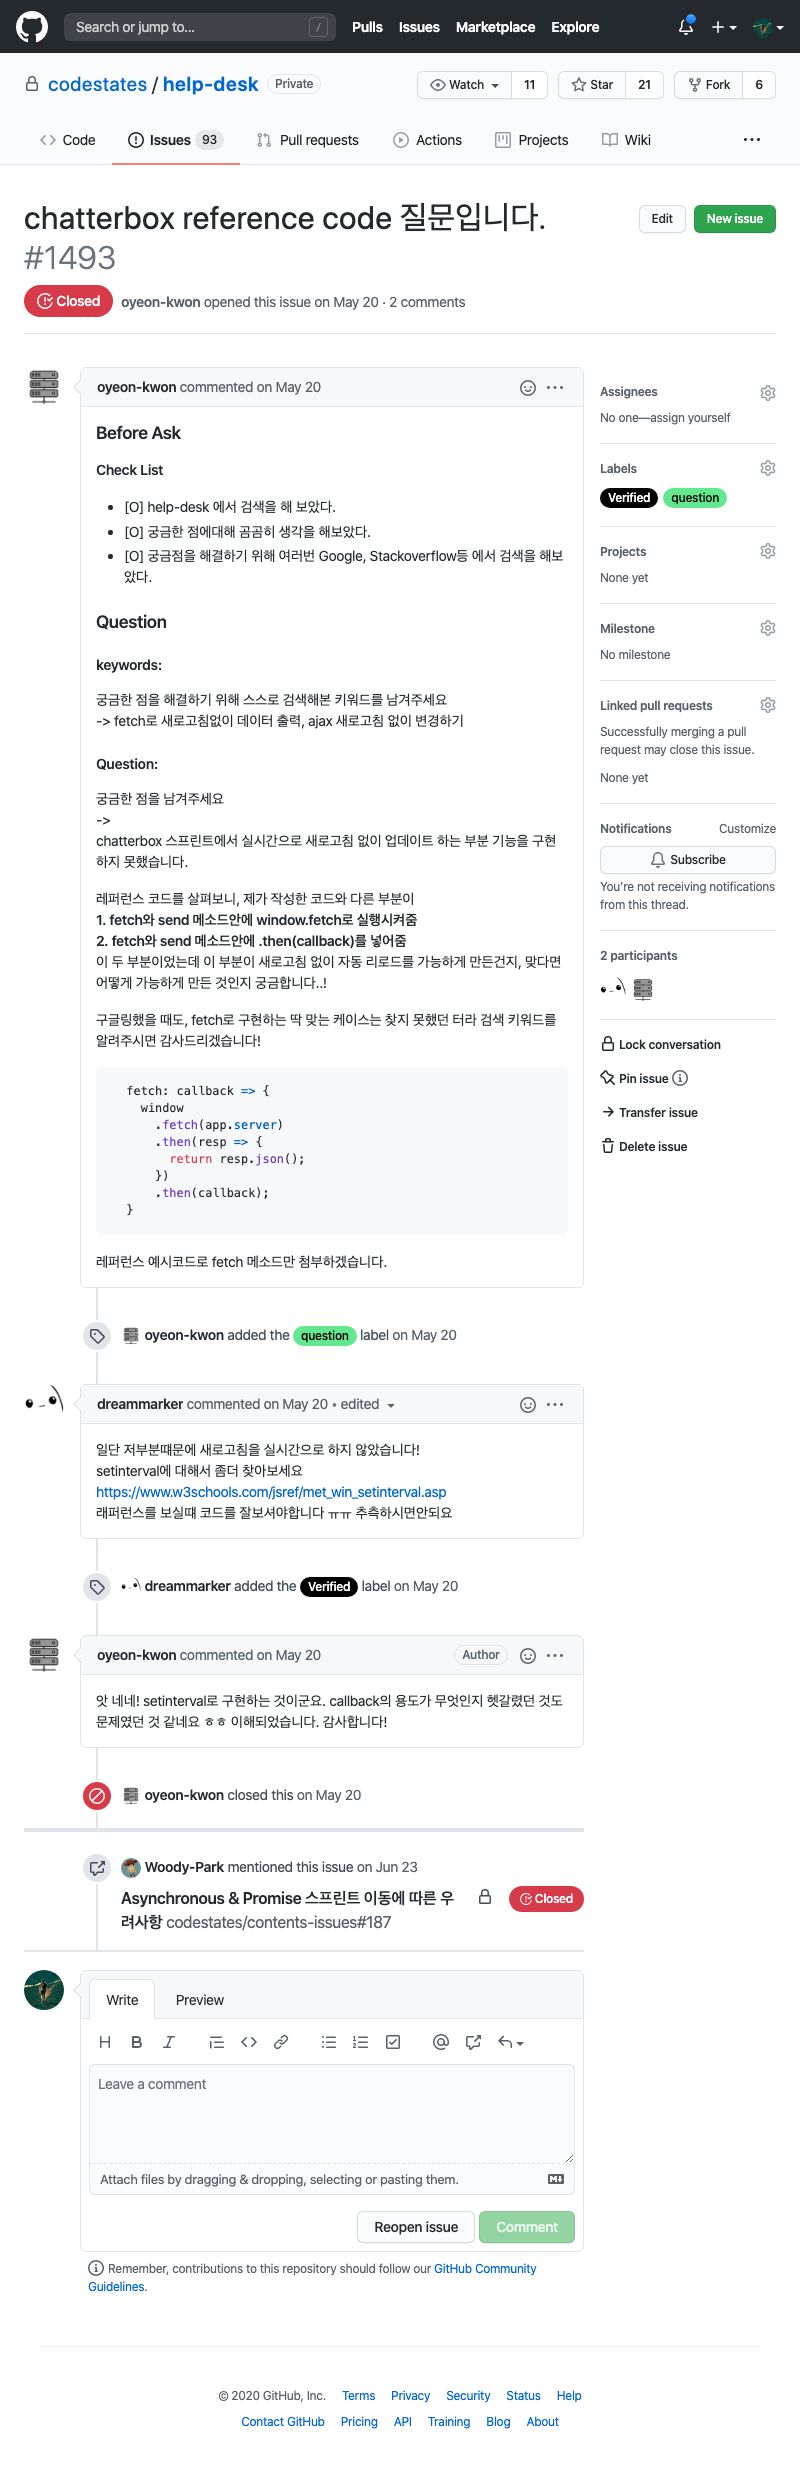 Search or jump to... /
Pulls Issues Marketplace Explore
codestates / help-desk Private
Watch 11 Star 21 Fork 6
Code Issues 93 Pull requests Actions Projects Wiki ...
chatterbox reference code 질문입니다.
#1493
Edit New issue
Closed oyeon-kwon opened this issue on May 20 · 2 comments
oyeon-kwon commented on May 20
Before Ask
Check List
• [O] help-desk 에서 검색을 해 보았다.
• [O] 궁금한 점에대해 곰곰히 생각을 해보았다.
• [O] 궁금점을 해결하기 위해 여러번 Google, Stackoverflow등 에서 검색을 해보
았다.
Question
keywords:
궁금한 점을 해결하기 위해 스스로 검색해본 키워드를 남겨주세요
-> fetch로 새로고침없이 데이터 출력, ajax 새로고침 없이 변경하기
Question:
궁금한 점을 남겨주세요
->
chatterbox 스프린트에서 실시간으로 새로고침 없이 업데이트 하는 부분 기능을 구현
하지 못했습니다.
레퍼런스 코드를 살펴보니, 제가 작성한 코드와 다른 부분이
1. fetch와 send 메소드안에 window.fetch로 실행시켜줌
2. fetch와 send 메소드안에 .then(callback)를 넣어줌
이 두 부분이었는데 이 부분이 새로고침 없이 자동 리로드를 가능하게 만든건지, 맞다면
어떻게 가능하게 만든 것인지 궁금합니다..!
구글링했을 때도, fetch로 구현하는 딱 맞는 케이스는 찾지 못했던 터라 검색 키워드를
알려주시면 감사드리겠습니다!
fetch: callback => {
window
.fetch(app.server)
.then(resp => {
return resp.json();
})
.then(callback);
}
레퍼런스 예시코드로 fetch 메소드만 첨부하겠습니다.
oyeon-kwon added the question label on May 20
dreammarker commented on May 20 • edited
일단 저부분때문에 새로고침을 실시간으로 하지 않았습니다!
setinterval에 대해서 좀더 찾아보세요
https://www.w3schools.com/jsref/met_win_setinterval.asp
래퍼런스를 보실떄 코드를 잘보셔야합니다 ㅠㅠ 추측하시면안되요
dreammarker added the Verified label on May 20
oyeon-kwon commented on May 20 Author
앗 네네! setinterval로 구현하는 것이군요. callback의 용도가 무엇인지 헷갈렸던 것도
문제였던 것 같네요 ㅎㅎ 이해되었습니다. 감사합니다!
oyeon-kwon closed this on May 20
Woody-Park mentioned this issue on Jun 23
Asynchronous & Promise 스프린트 이동에 따른 우
려사항 codestates/contents-issues#187
Closed
Write Preview
Leave a comment
Attach files by dragging & dropping, selecting or pasting them.
Reopen issue Comment
Remember, contributions to this repository should follow our GitHub Community
Guidelines.
Assignees
No one—assign yourself
Labels
Verified question
Projects
None yet
Milestone
No milestone
Linked pull requests
Successfully merging a pull
request may close this issue.
None yet
Notifications Customize
Subscribe
You're not receiving notifications
from this thread.
2 participants
Lock conversation
Pin issue
Transfer issue
Delete issue
© 2020 GitHub, Inc. Terms Privacy Security Status Help
Contact GitHub Pricing API Training Blog About